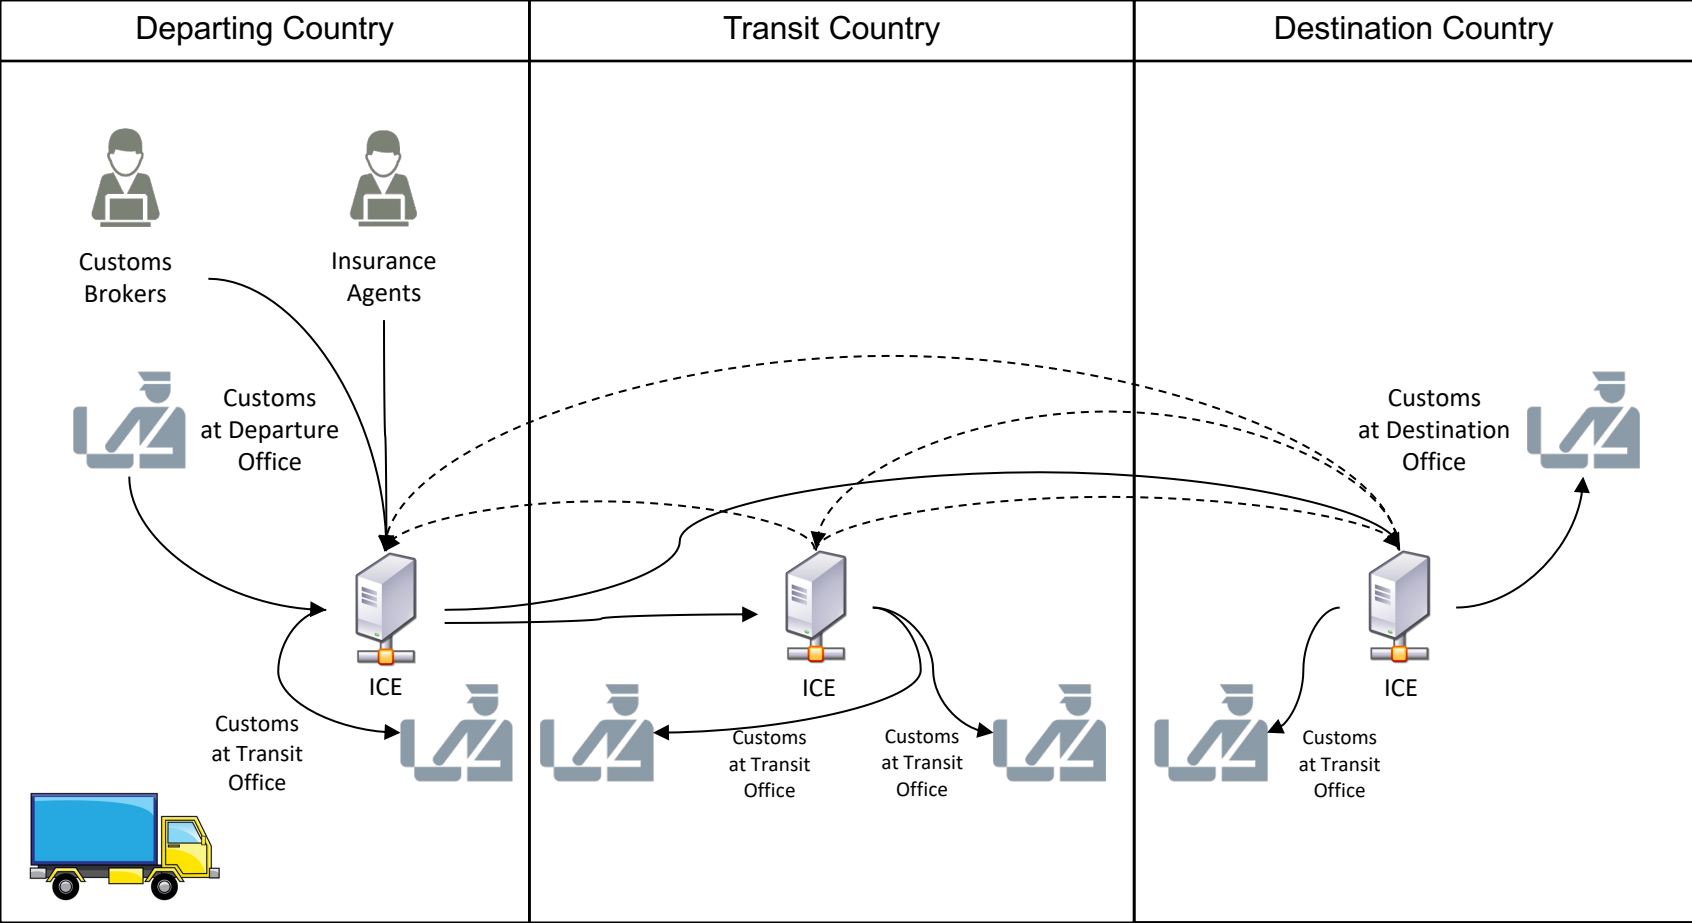 Departing Country
Transit Country
Destination Country
Customs
Brokers
Insurance
Agents
Customs
at Departure
Office
Customs
at Destination
Office
ICE
ICE
ICE
Customs
at Transit
Office
Customs
at Transit
Office
Customs
at Transit
Office
Customs
at Transit
Office